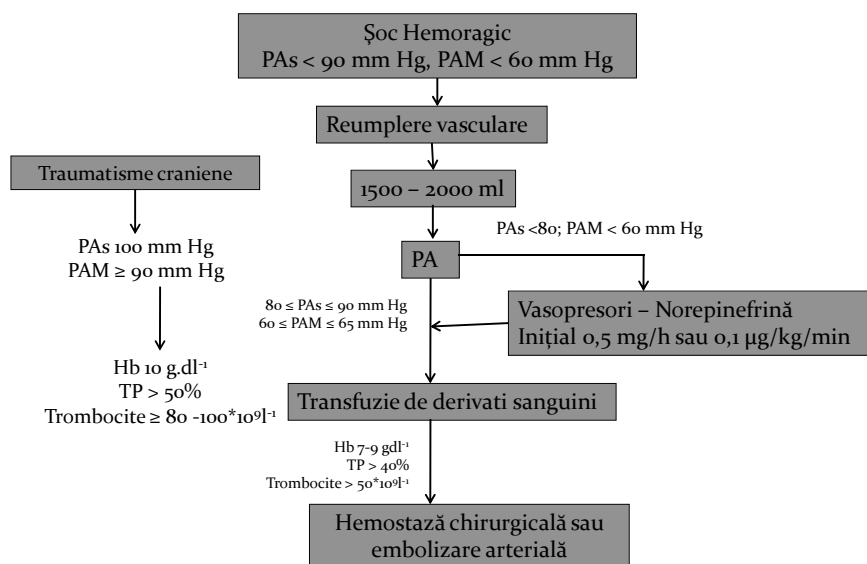 Șoc Hemoragic
PAs < 90 mm Hg, PAM < 60 mm Hg
Reumplere vasculare
Traumatisme craniene
1500 – 2000 ml
PAs <80; PAM < 60 mm Hg
PAs 100 mm Hg
PAM ≥ 90 mm Hg
PA
80 ≤ PAs ≤ 90 mm Hg
60 ≤ PAM ≤ 65 mm Hg
Vasopresori – Norepinefrină
Inițial 0,5 mg/h sau 0,1 µg/kg/min
Hb 10 g.dl⁻¹
TP > 50%
Trombocite ≥ 80 -100*10⁹l⁻¹
Transfuzie de derivati sanguini
Hb 7-9 gdl⁻¹
TP > 40%
Trombocite > 50*10⁹l⁻¹
Hemostază chirurgicală sau
embolizare arterială